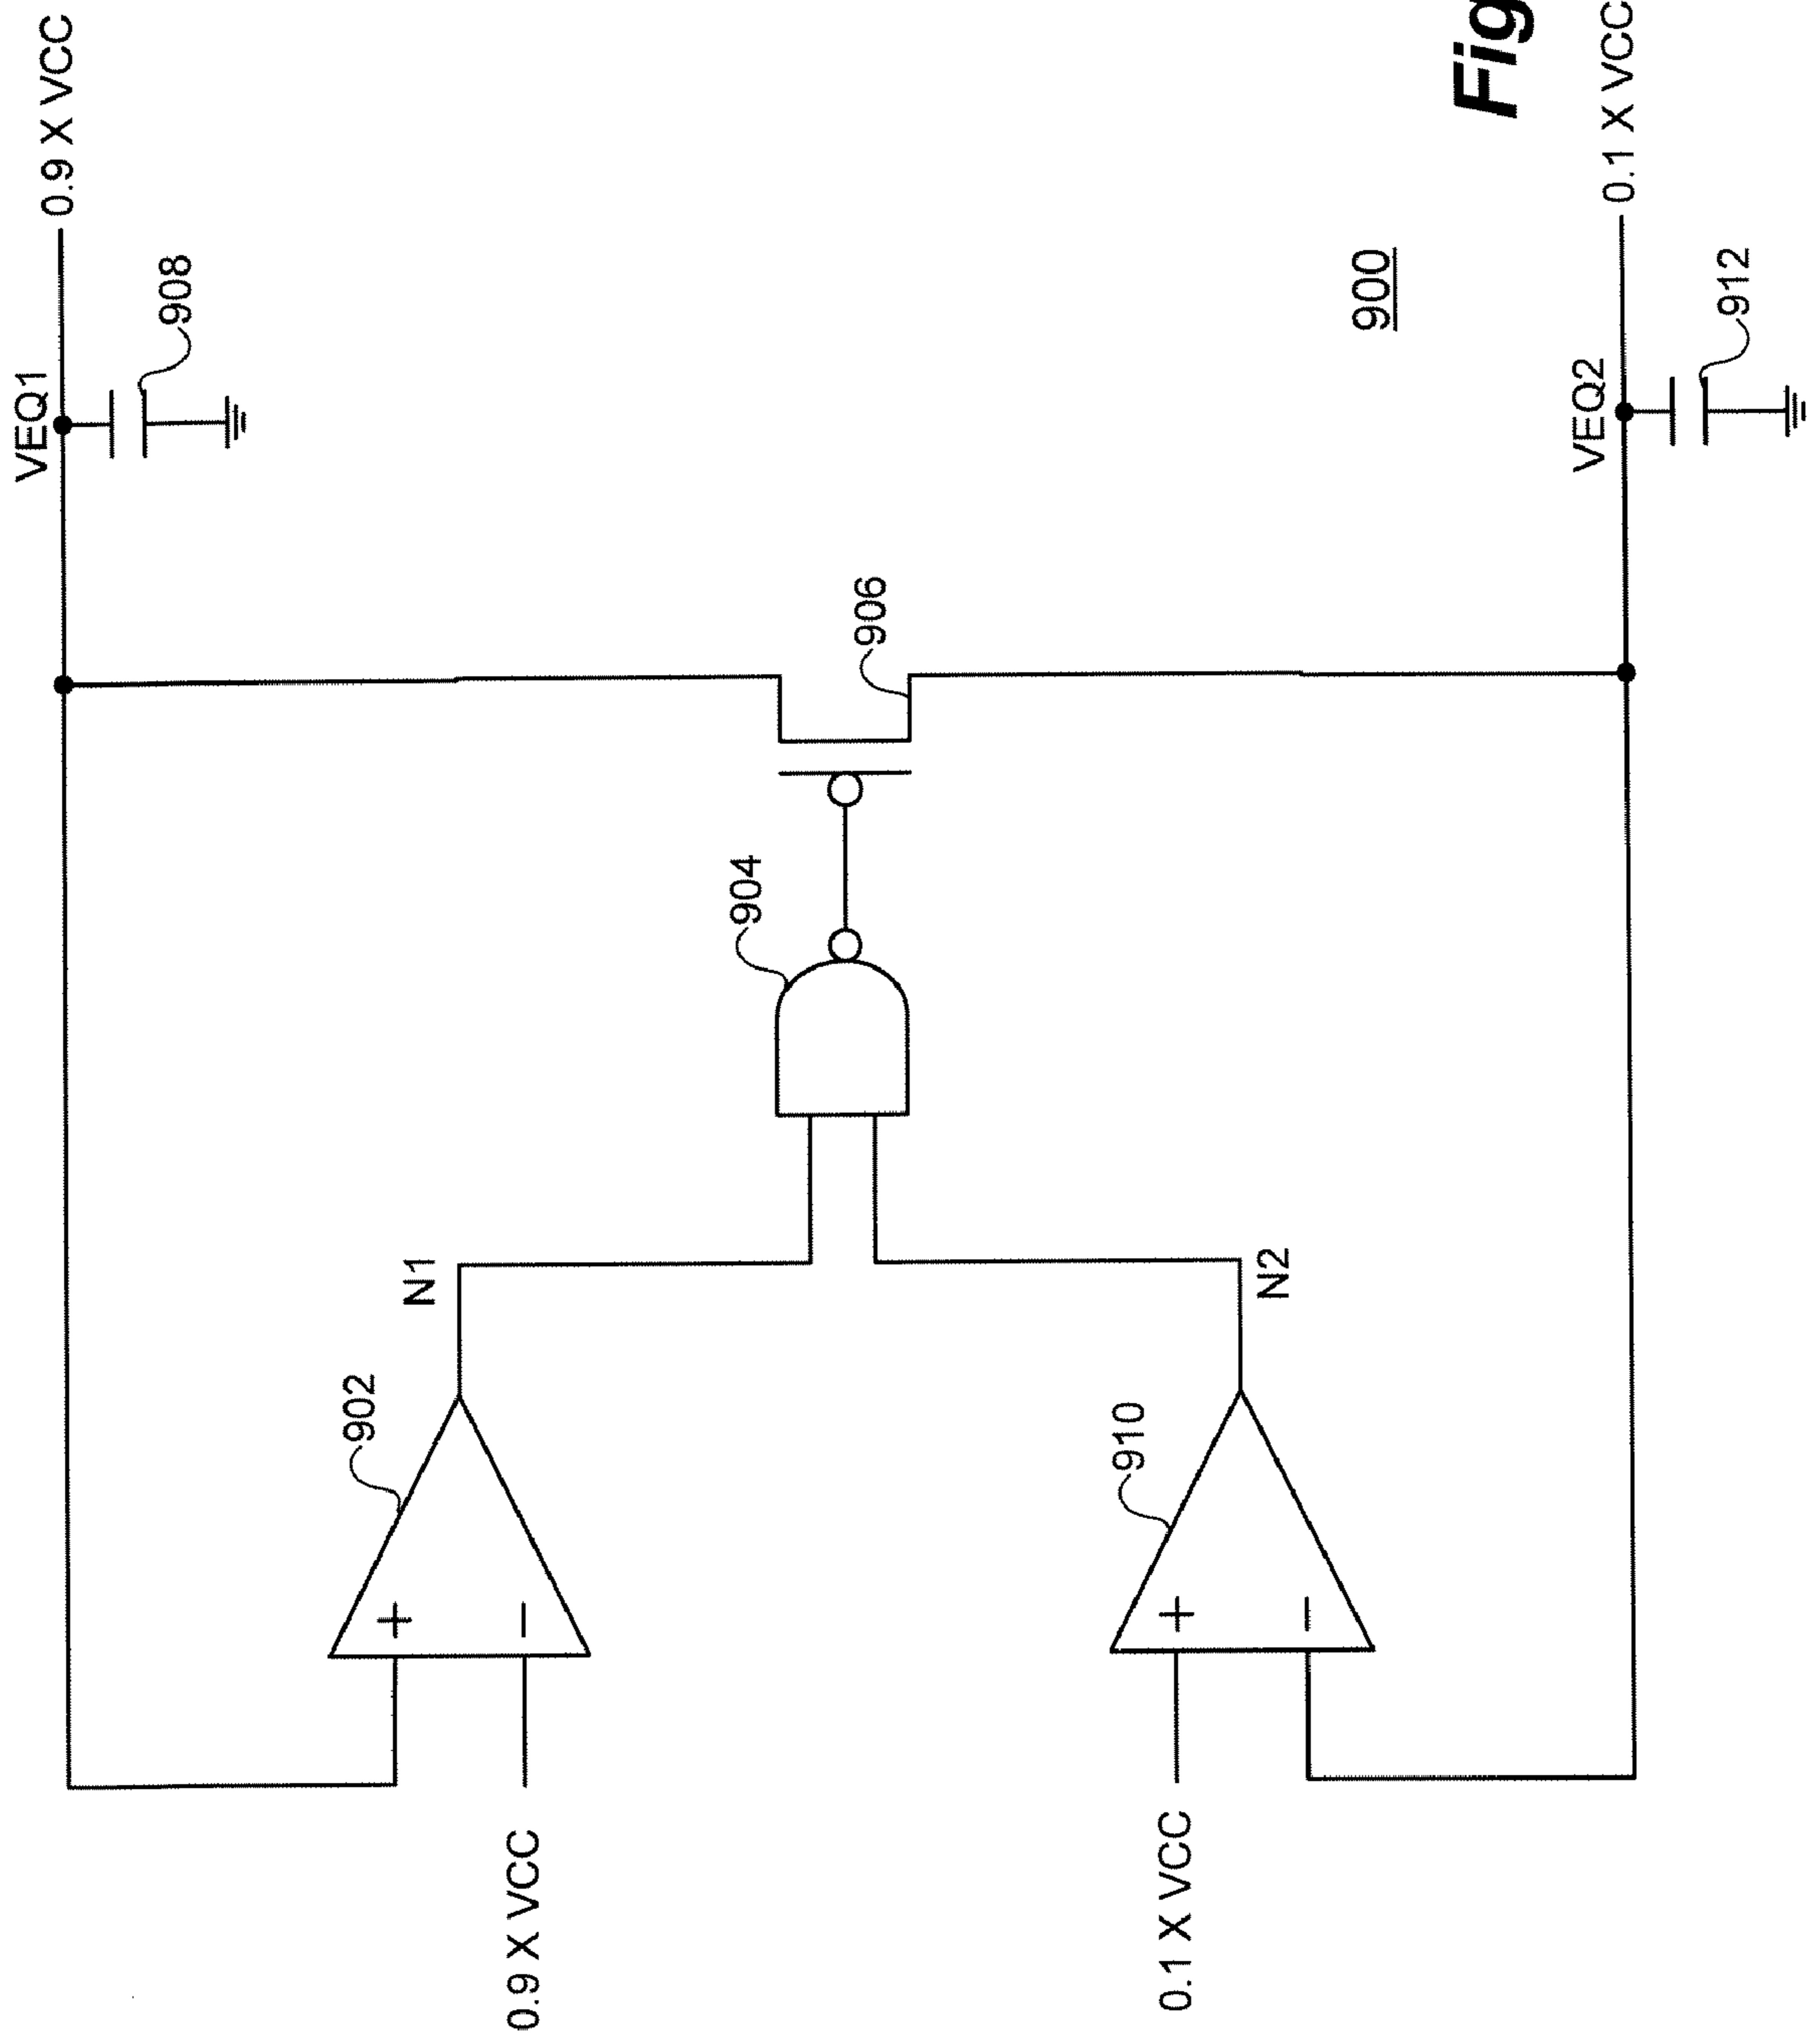 VEQ1
0.9 X VCC
908
N1
902
+
−
0.9 X VCC
904
906
N2
910
+
−
0.1 X VCC
900
VEQ2
0.1 X VCC
912
Fig